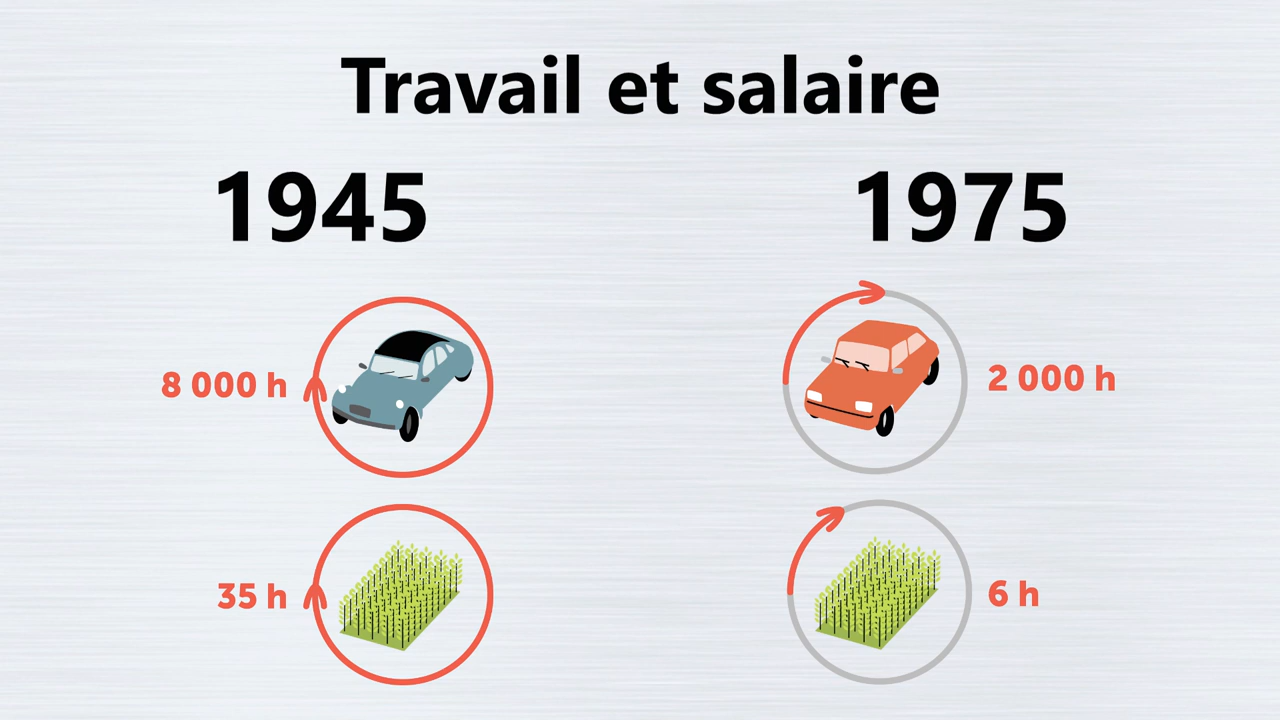 Travail et salaire
1945
1975
8 000 h
2 000 h
35 h
6 h